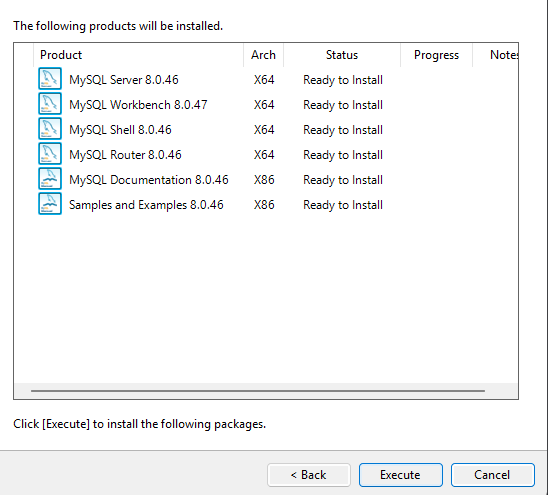 The following products will be installed.
Product Arch Status Progress Notes
MySQL Server 8.0.46 X64 Ready to Install
MySQL Workbench 8.0.47 X64 Ready to Install
MySQL Shell 8.0.46 X64 Ready to Install
MySQL Router 8.0.46 X64 Ready to Install
MySQL Documentation 8.0.46 X86 Ready to Install
Samples and Examples 8.0.46 X86 Ready to Install
Click [Execute] to install the following packages.
< Back Execute Cancel